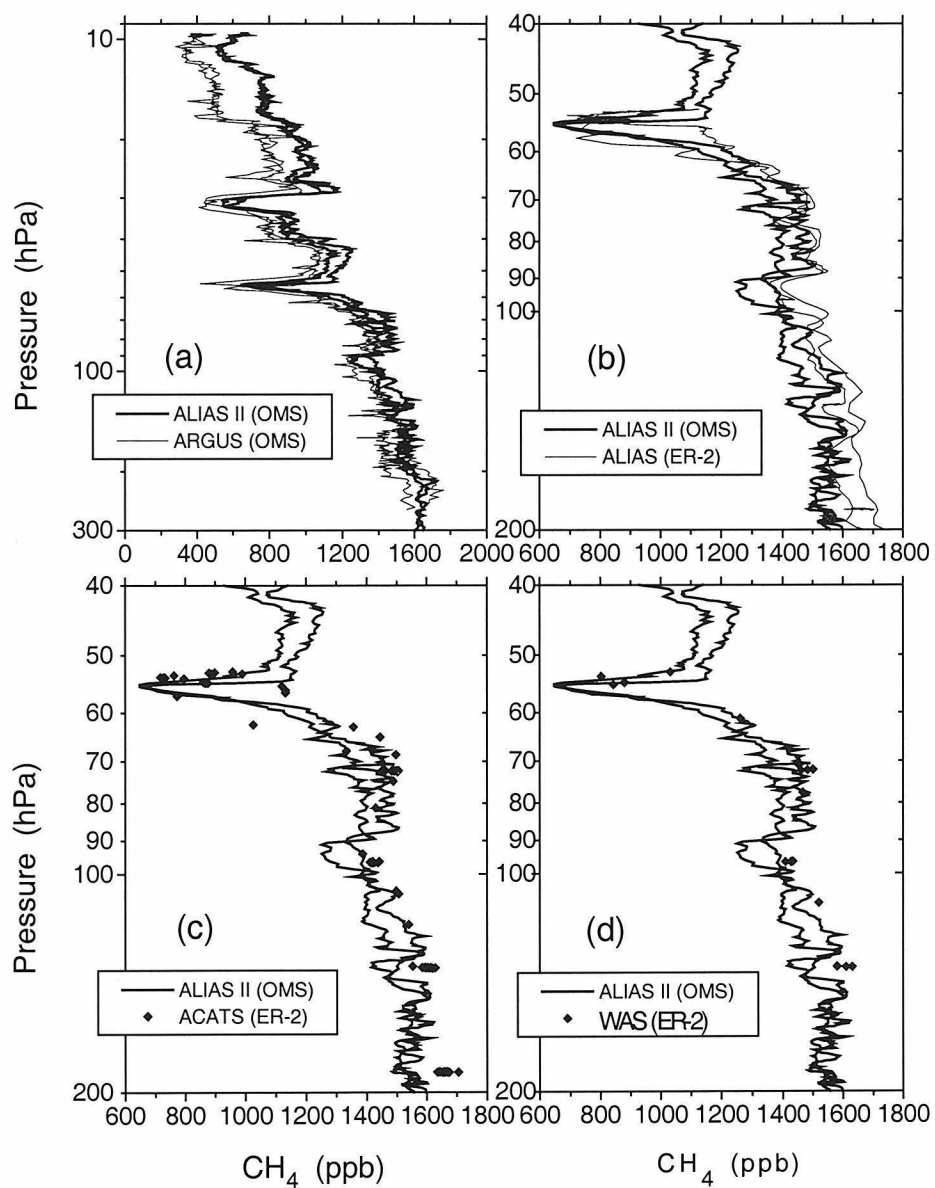 10
100
300
Pressure (hPa)
(a)
ALIAS II (OMS)
ARGUS (OMS)
0 400 800 1200 1600 2000
40
50
60
70
80
90
100
200
(b)
ALIAS II (OMS)
ALIAS (ER-2)
600 800 1000 1200 1400 1600 1800
40
50
60
70
80
90
100
200
Pressure (hPa)
(c)
ALIAS II (OMS)
ACATS (ER-2)
600 800 1000 1200 1400 1600 1800
CH4 (ppb)
40
50
60
70
80
90
100
200
(d)
ALIAS II (OMS)
WAS (ER-2)
600 800 1000 1200 1400 1600 1800
CH4 (ppb)